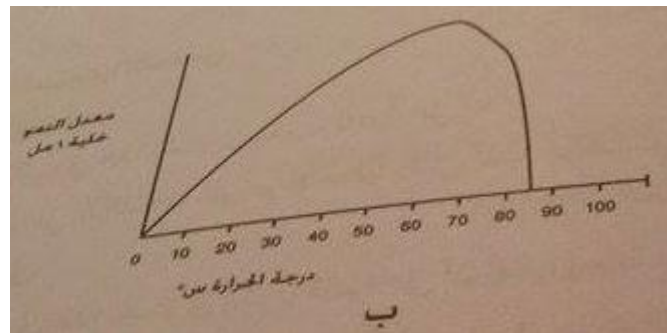 معدل النمو
خلية / مل
0 10 20 30 40 50 60 70 80 90 100
درجة الحرارة س°
ب